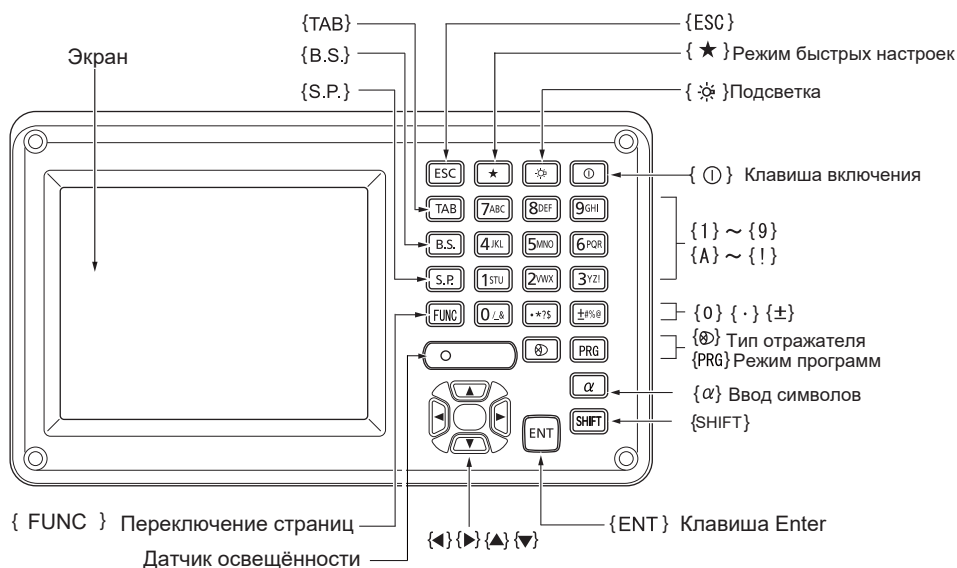 {TAB}
{ESC}
Экран
{B.S.}
{ ★ }Режим быстрых настроек
{S.P.}
{ ☼ }Подсветка
ESC ★ ☼
{ ⏼ } Клавиша включения
TAB 7ABC 8DEF 9GHI
{1} ~ {9}
B.S. 4JKL 5MNO 6PQR
{A} ~ {!}
S.P. 1STU 2VWX 3YZ!
FUNC 0/_& .*?$ ±#%@
{0} {·} {±}
{⊗} Тип отражателя
PRG
{PRG} Режим программ
α
{α} Ввод символов
SHIFT
{SHIFT}
ENT
{ FUNC } Переключение страниц
{◀} {▶} {▲} {▼}
{ENT} Клавиша Enter
Датчик освещённости